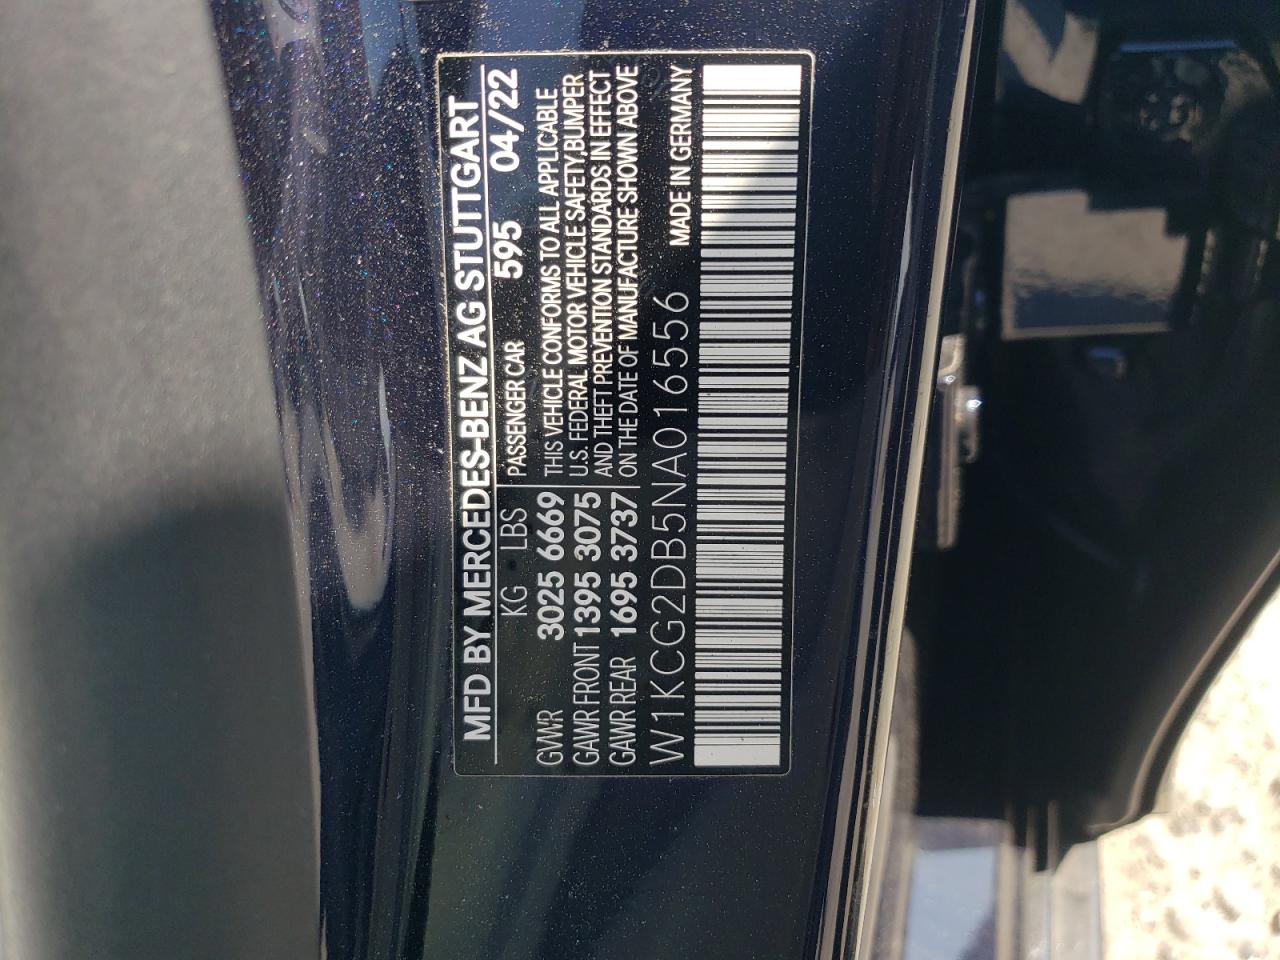 MFD BY MERCEDES-BENZ AG STUTTGART
KG LBS PASSENGER CAR 595 04/22
GVWR 3025 6669 THIS VEHICLE CONFORMS TO ALL APPLICABLE
GAWR FRONT 1395 3075 U.S. FEDERAL MOTOR VEHICLE SAFETY,BUMPER
GAWR REAR 1695 3737 AND THEFT PREVENTION STANDARDS IN EFFECT
ON THE DATE OF MANUFACTURE SHOWN ABOVE
W1KCG2DB5NA016556 MADE IN GERMANY